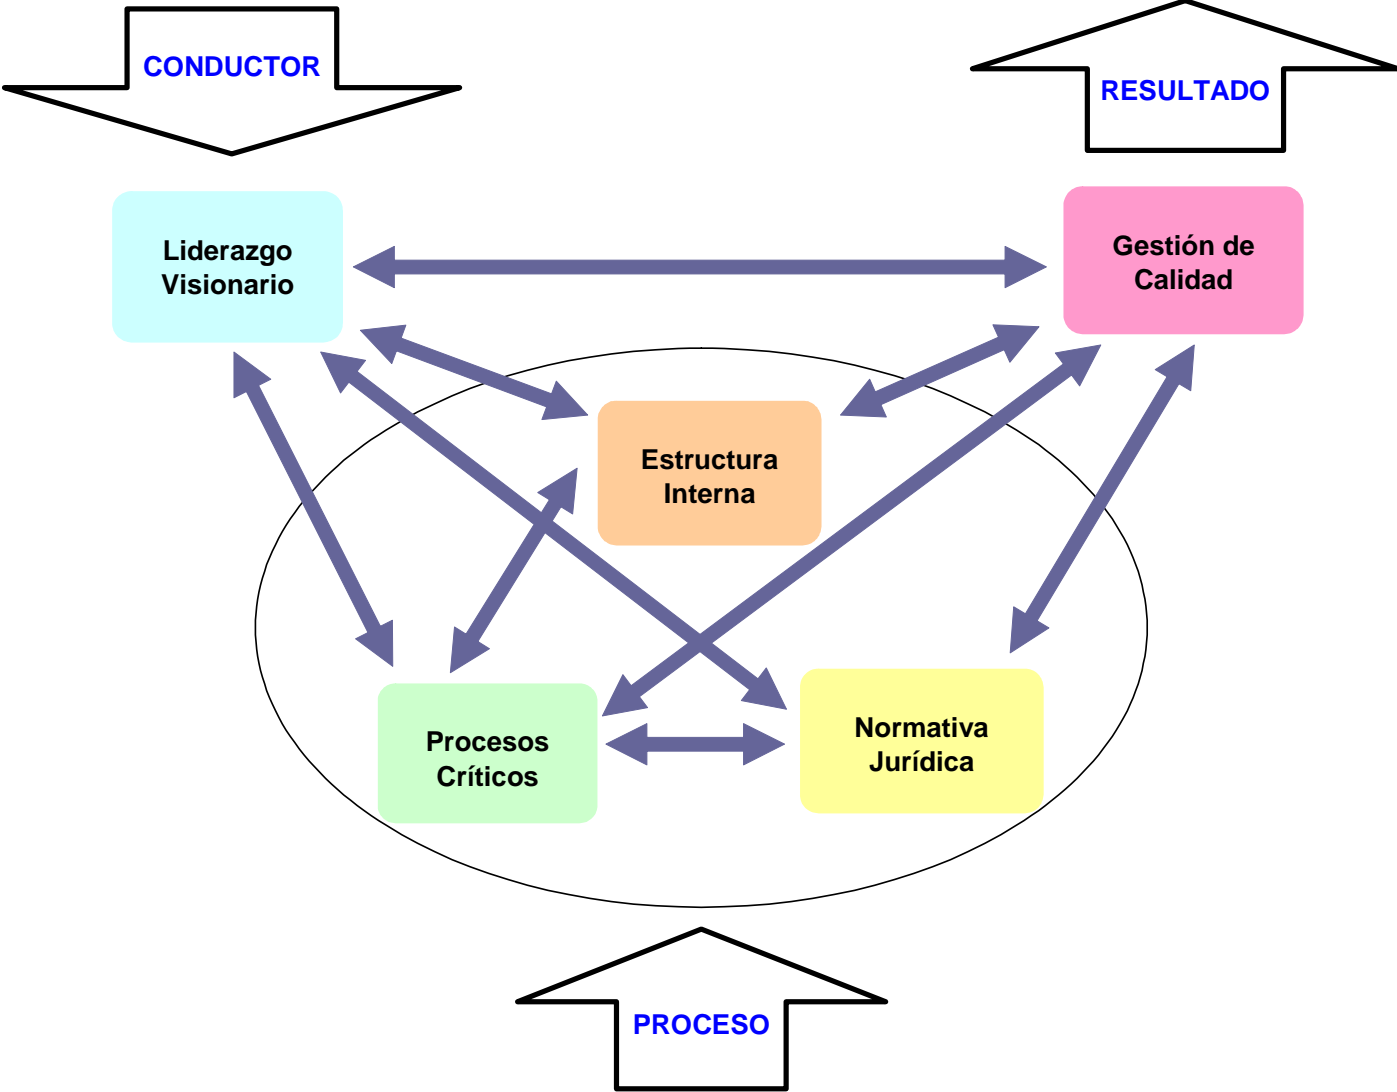 CONDUCTOR
RESULTADO
Liderazgo
Visionario
Gestión de
Calidad
Estructura
Interna
Procesos
Críticos
Normativa
Jurídica
PROCESO